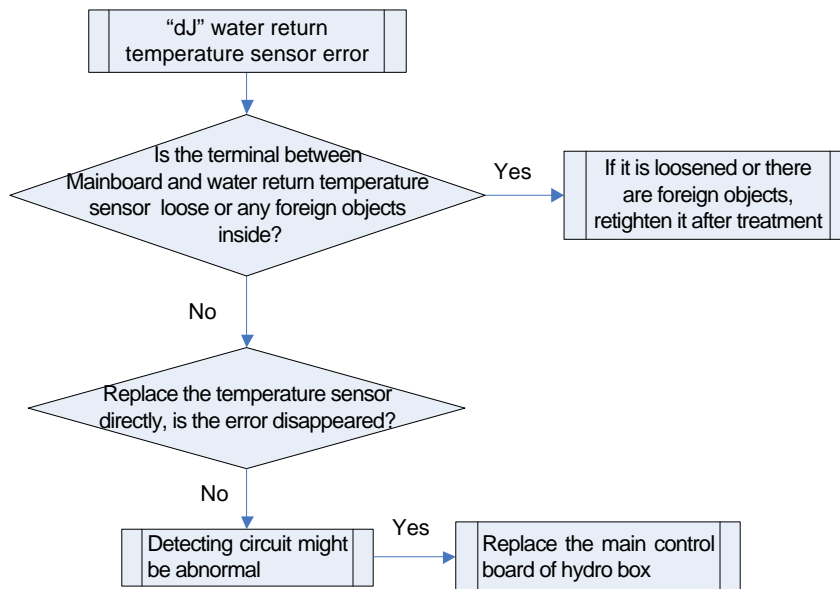 “dJ” water return
temperature sensor error
Is the terminal between
Mainboard and water return temperature
sensor loose or any foreign objects
inside?
Yes
If it is loosened or there
are foreign objects,
retighten it after treatment
No
Replace the temperature sensor
directly, is the error disappeared?
No
Detecting circuit might
be abnormal
Yes
Replace the main control
board of hydro box